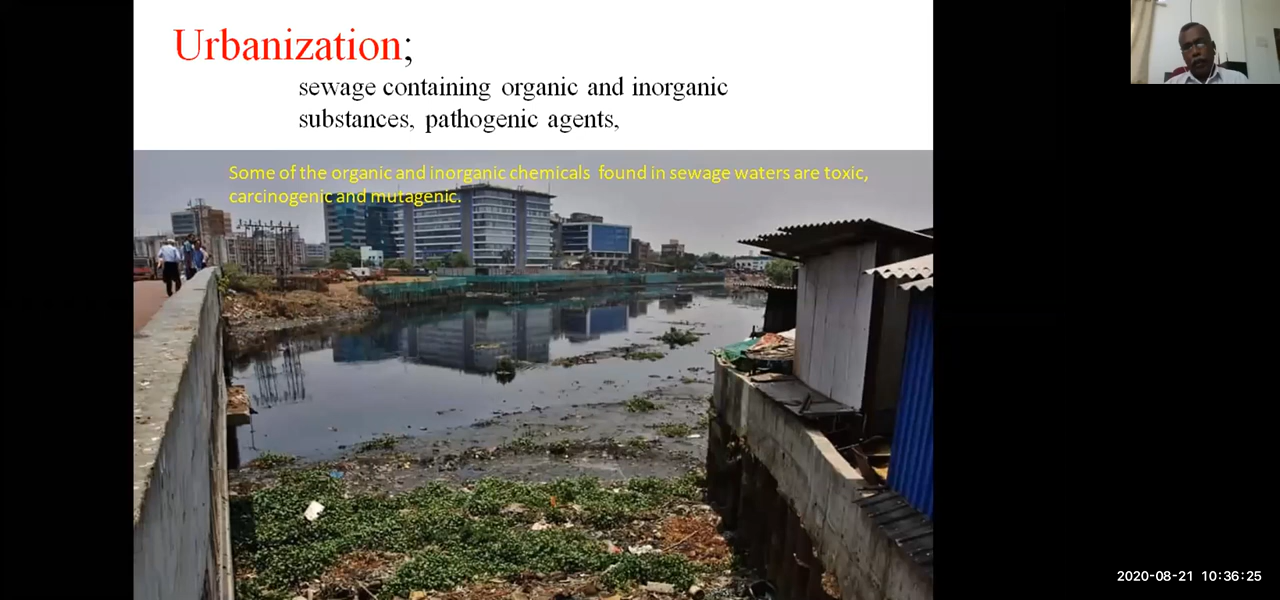 Urbanization;
sewage containing organic and inorganic
substances, pathogenic agents,
Some of the organic and inorganic chemicals found in sewage waters are toxic,
carcinogenic and mutagenic.
2020-08-21 10:36:25